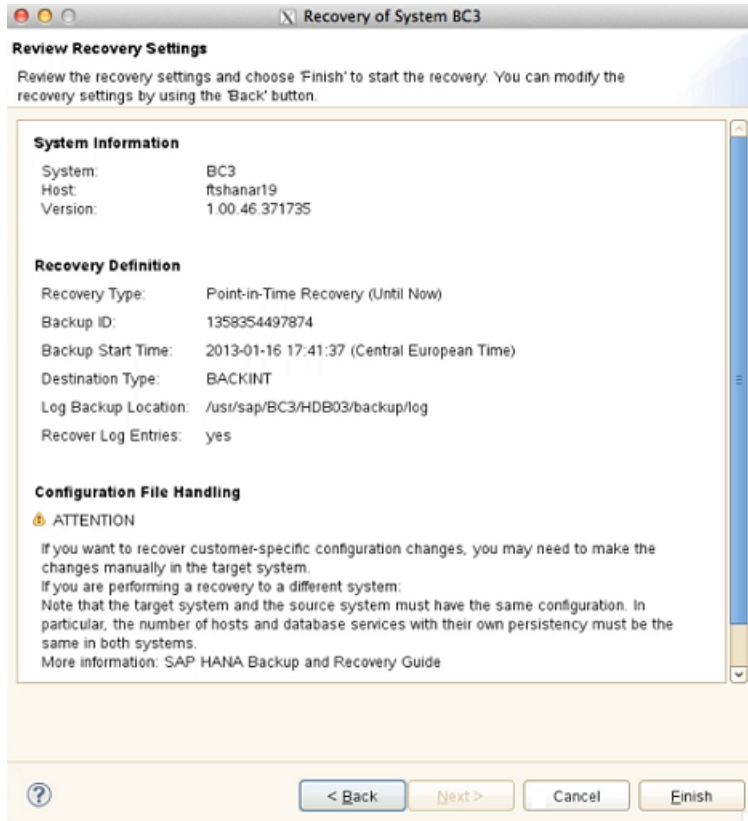 Recovery of System BC3
Review Recovery Settings
Review the recovery settings and choose 'Finish' to start the recovery. You can modify the
recovery settings by using the 'Back' button.
System Information
System: BC3
Host: ftshanar19
Version: 1.00.46.371735
Recovery Definition
Recovery Type: Point-in-Time Recovery (Until Now)
Backup ID: 1358354497874
Backup Start Time: 2013-01-16 17:41:37 (Central European Time)
Destination Type: BACKINT
Log Backup Location: /usr/sap/BC3/HDB03/backup/log
Recover Log Entries: yes
Configuration File Handling
ATTENTION
If you want to recover customer-specific configuration changes, you may need to make the
changes manually in the target system.
If you are performing a recovery to a different system:
Note that the target system and the source system must have the same configuration. In
particular, the number of hosts and database services with their own persistency must be the
same in both systems.
More information: SAP HANA Backup and Recovery Guide
? < Back Next > Cancel Finish